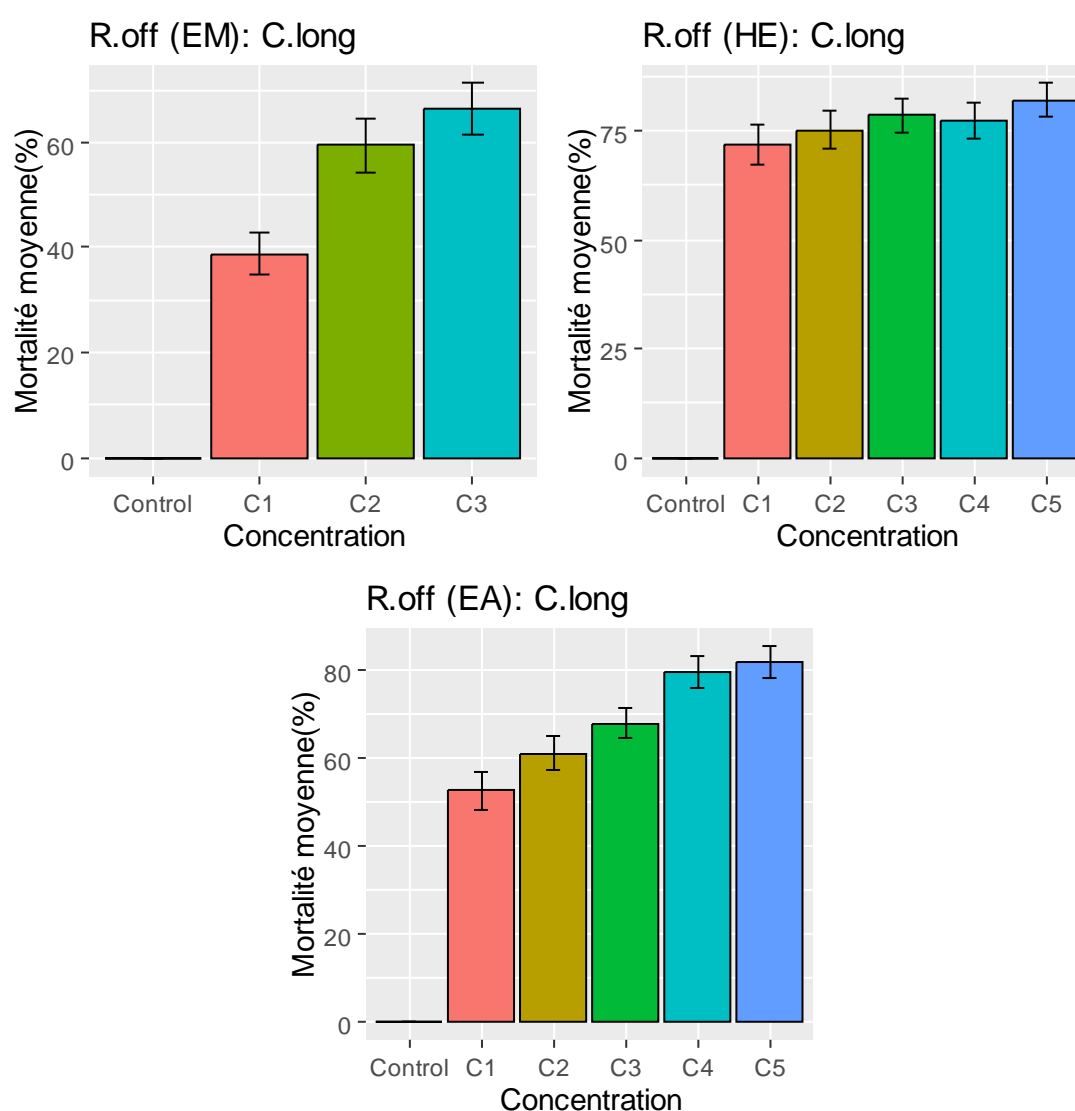 R.off (EM): C.long
Mortalité moyenne(%)
60
40
20
0
Control C1 C2 C3
Concentration
R.off (HE): C.long
Mortalité moyenne(%)
75
50
25
0
Control C1 C2 C3 C4 C5
Concentration
R.off (EA): C.long
Mortalité moyenne(%)
80
60
40
20
0
Control C1 C2 C3 C4 C5
Concentration